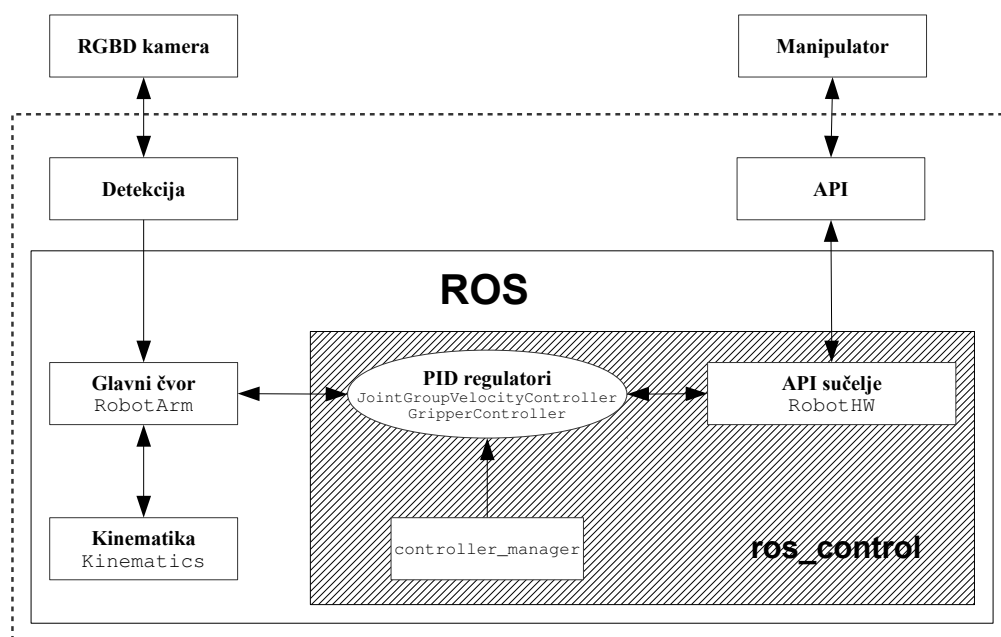 RGBD kamera
Manipulator
Detekcija
API
ROS
Glavni čvor
RobotArm
PID regulatori
JointGroupVelocityController
GripperController
API sučelje
RobotHW
Kinematika
Kinematics
controller_manager
ros_control